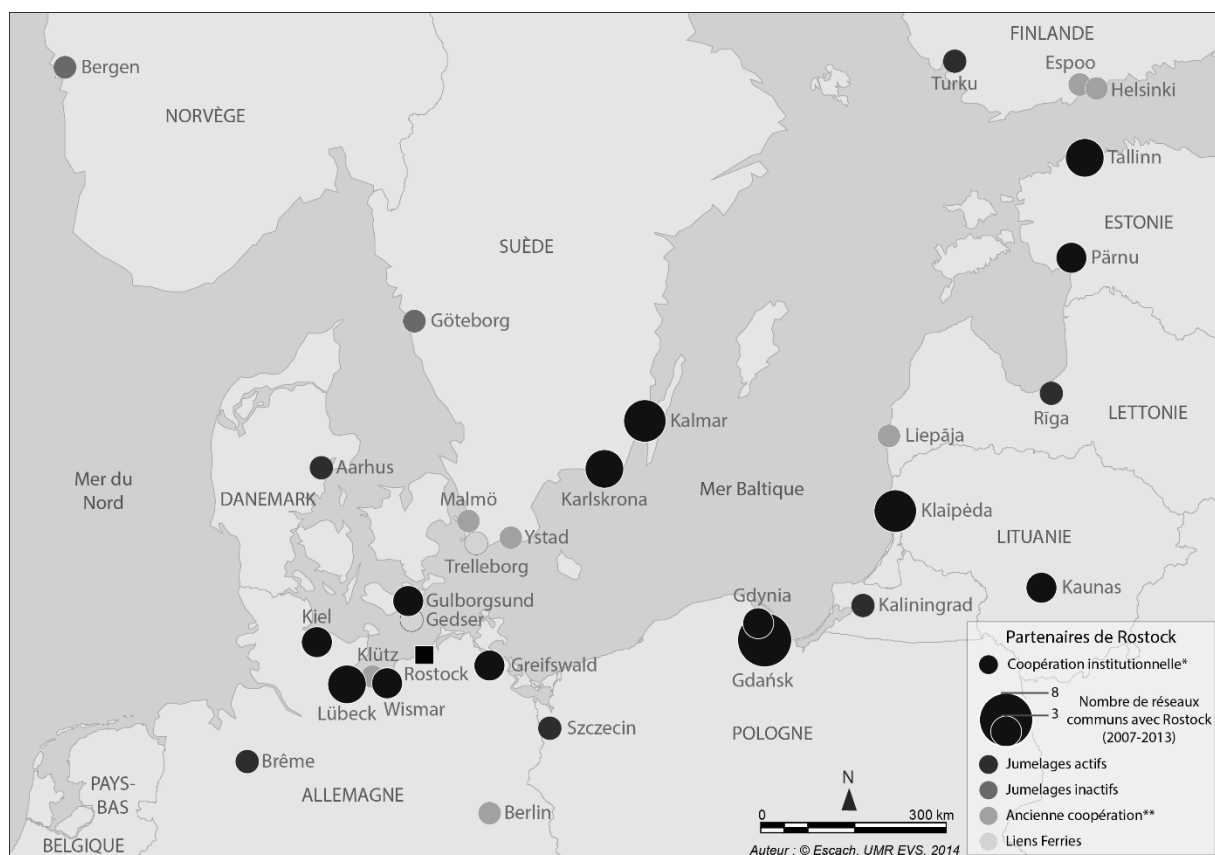 FINLANDE
Bergen
Espoo
Turku
Helsinki
NORVÈGE
Tallinn
ESTONIE
SUÈDE
Pärnu
Göteborg
Rīga
LETTONIE
Kalmar
Liepāja
Aarhus
Mer du
Nord
DANEMARK
Malmö
Karlskrona
Mer Baltique
Klaipėda
Ystad
LITUANIE
Trelleborg
Gulborgsund
Gdynia
Kaliningrad
Kaunas
Kiel
Gedser
Klütz
Rostock
Greifswald
Gdańsk
Lübeck
Wismar
Szczecin
POLOGNE
Brême
PAYS-
BAS
ALLEMAGNE
Berlin
BELGIQUE
N
0
300 km
Auteur : © Escach, UMR EVS, 2014
Partenaires de Rostock
Coopération institutionnelle*
8
3
Nombre de réseaux
communs avec Rostock
(2007-2013)
Jumelages actifs
Jumelages inactifs
Ancienne coopération**
Liens Ferries